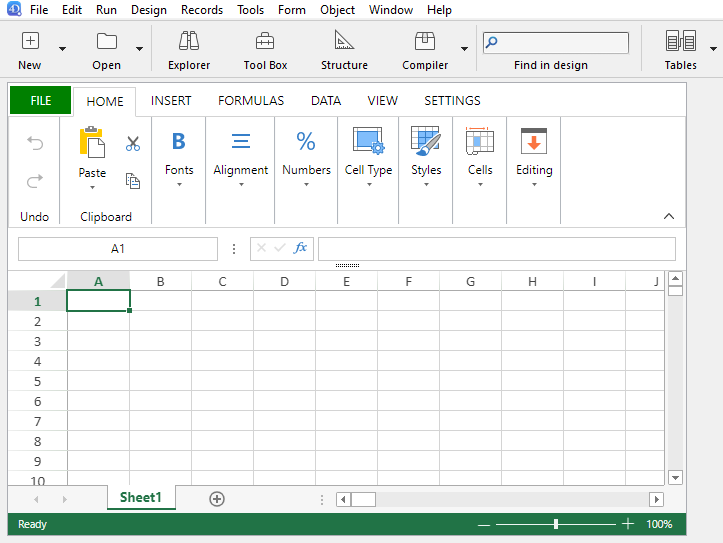 4D File Edit Run Design Records Tools Form Object Window Help
New Open Explorer Tool Box Structure Compiler Find in design Tables
FILE HOME INSERT FORMULAS DATA VIEW SETTINGS
B %
Paste Fonts Alignment Numbers Cell Type Styles Cells Editing
Undo Clipboard
A1 fx
A B C D E F G H I J
1
2
3
4
5
6
7
8
9
10
Sheet1
Ready 100%